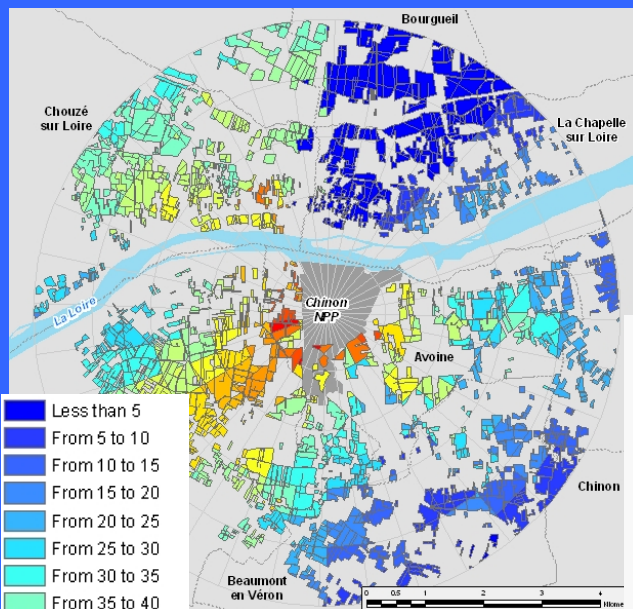 Bourgueil
Chouzé
sur Loire
La Chapelle
sur Loire
La Loire
Chinon
NPP
Avoine
Less than 5
From 5 to 10
From 10 to 15
From 15 to 20
From 20 to 25
From 25 to 30
From 30 to 35
From 35 to 40
Chinon
Beaumont
en Véron
0 0.5 1 2 3 4